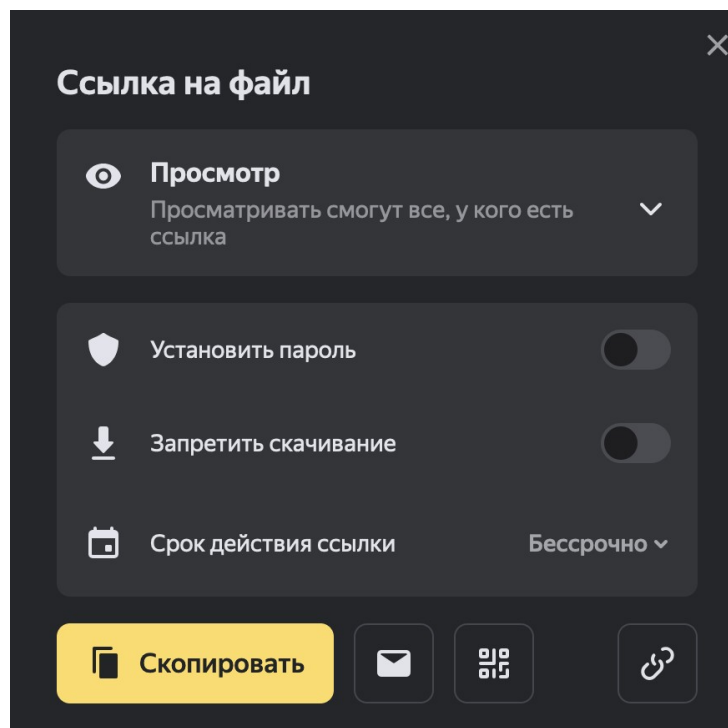 Ссылка на файл
Просмотр
Просматривать смогут все, у кого есть
ссылка
Установить пароль
Запретить скачивание
Срок действия ссылки Бессрочно
Скопировать